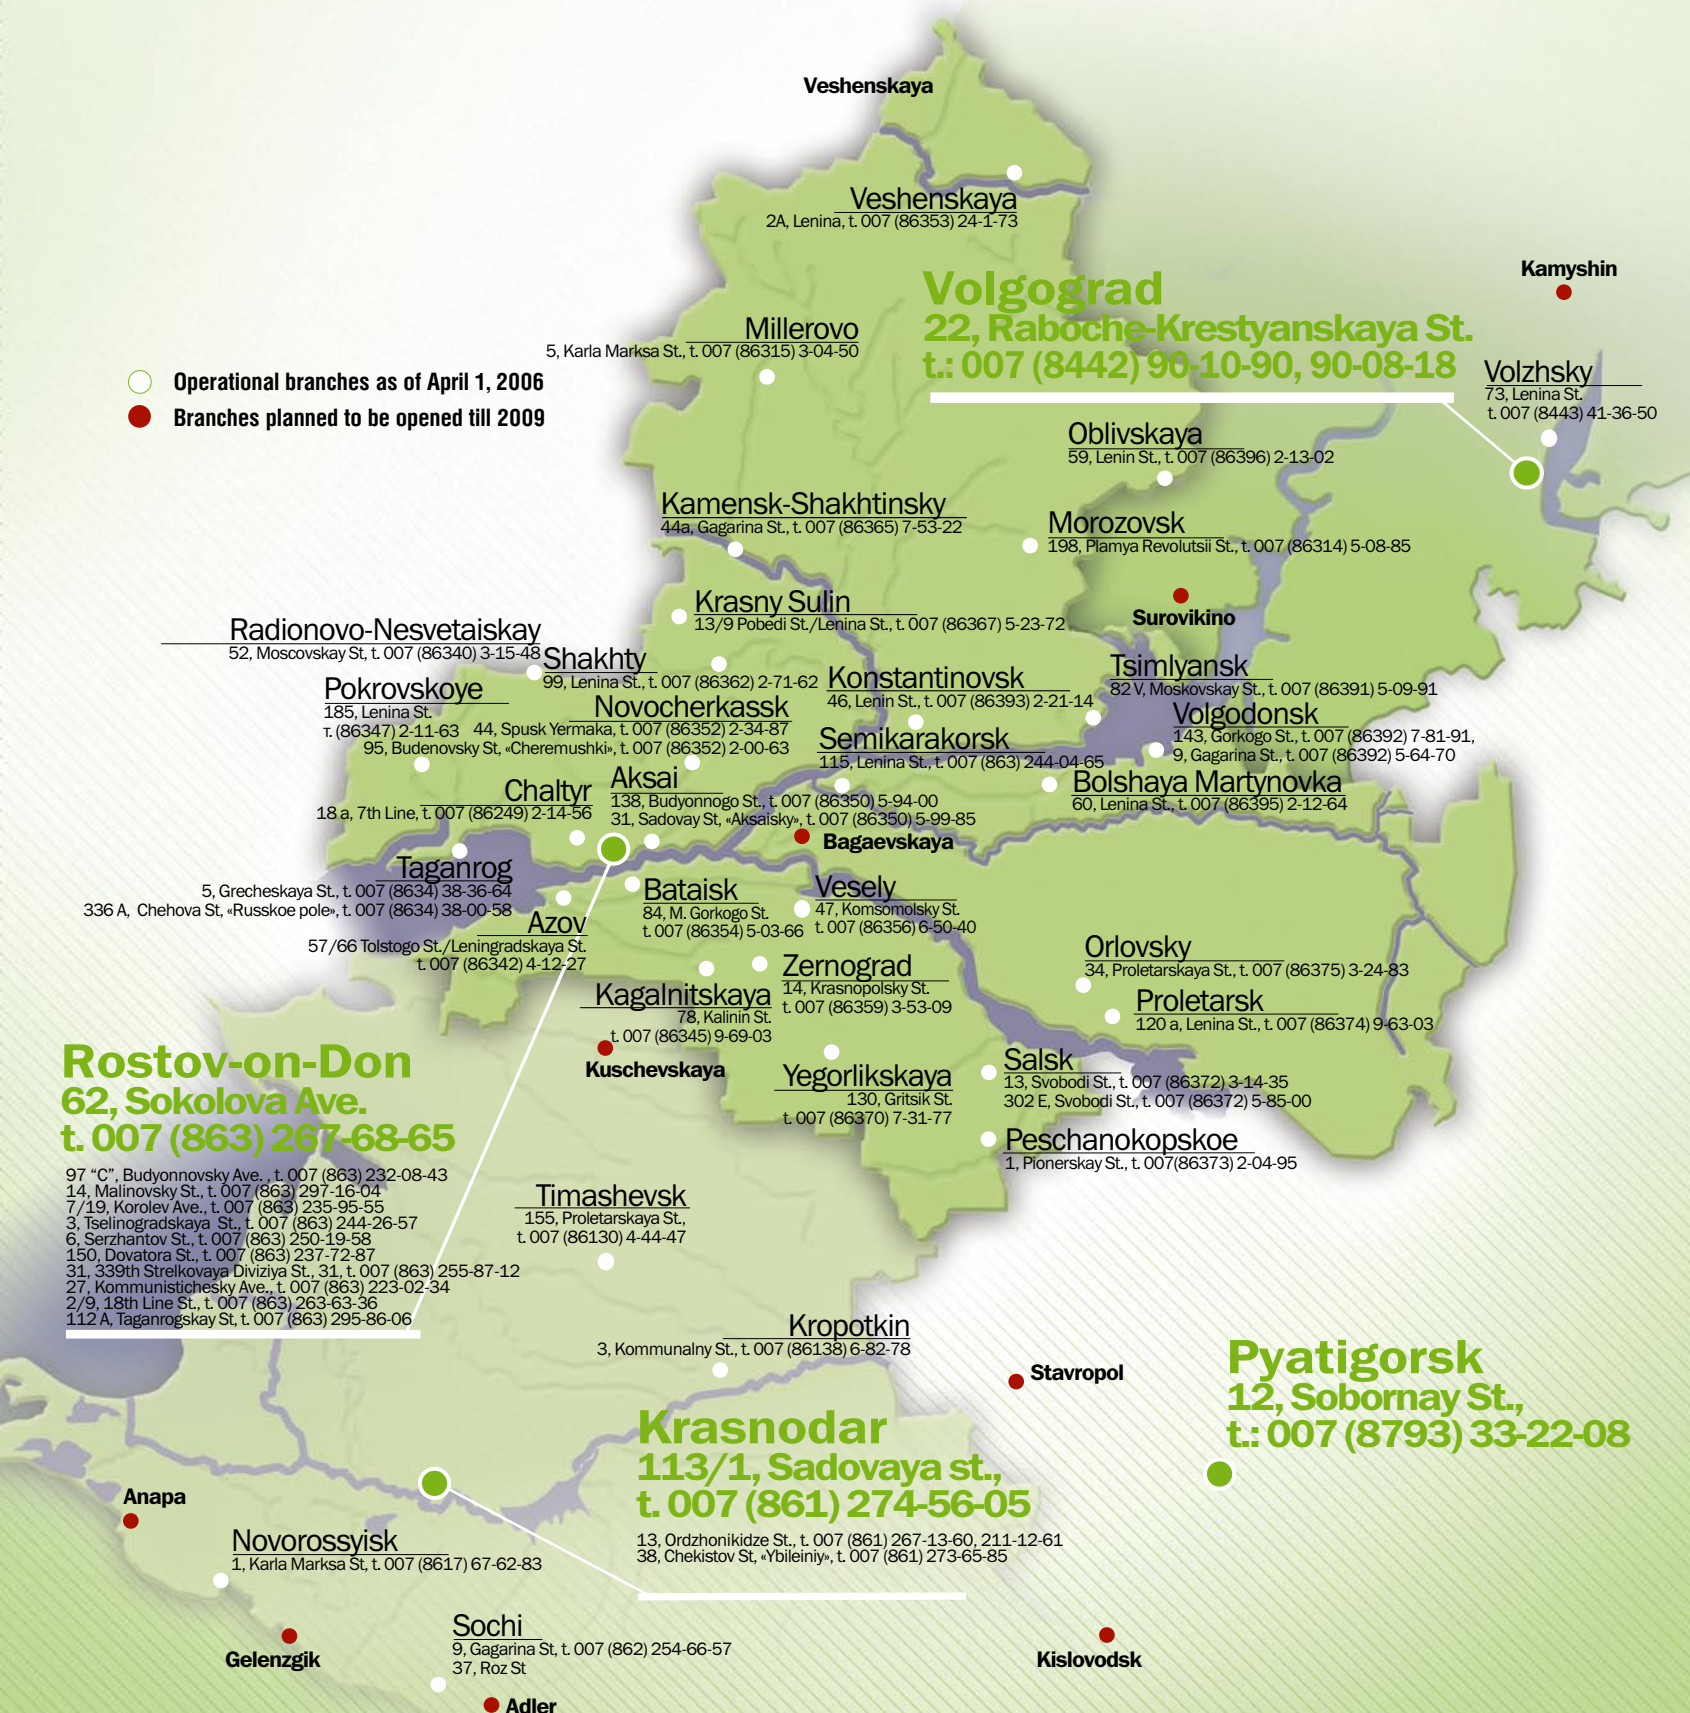 Veshenskaya
Veshenskaya
2A, Lenina, t. 007 (86353) 24-1-73
Volgograd
22, Raboche-Krestyanskaya St.
t.: 007 (8442) 90-10-90, 90-08-18
Kamyshin
Millerovo
5, Karla Marksa St., t. 007 (86315) 3-04-50
Operational branches as of April 1, 2006
Branches planned to be opened till 2009
Volzhsky
73, Lenina St.
t. 007 (8443) 41-36-50
Oblivskaya
59, Lenin St., t. 007 (86396) 2-13-02
Kamensk-Shakhtinsky
44a, Gagarina St., t. 007 (86365) 7-53-22
Morozovsk
198, Plamya Revolutsii St., t. 007 (86314) 5-08-85
Krasny Sulin
13/9 Pobedi St./Lenina St., t. 007 (86367) 5-23-72
Surovikino
Radionovo-Nesvetaiskay
52, Moscovskay St, t. 007 (86340) 3-15-48
Shakhty
99, Lenina St., t. 007 (86362) 2-71-62
Konstantinovsk
46, Lenin St., t. 007 (86393) 2-21-14
Tsimlyansk
82 V, Moskovskay St., t. 007 (86391) 5-09-91
Pokrovskoye
185, Lenina St.
т. (86347) 2-11-63
Novocherkassk
44, Spusk Yermaka, t. 007 (86352) 2-34-87
95, Budenovsky St, «Cheremushki», t. 007 (86352) 2-00-63
Semikarakorsk
115, Lenina St., t. 007 (863) 244-04-65
Volgodonsk
143, Gorkogo St., t. 007 (86392) 7-81-91,
9, Gagarina St., t. 007 (86392) 5-64-70
Chaltyr
18 a, 7th Line, t. 007 (86249) 2-14-56
Aksai
138, Budyonnogo St., t. 007 (86350) 5-94-00
31, Sadovay St, «Aksaisky», t. 007 (86350) 5-99-85
Bolshaya Martynovka
60, Lenina St., t. 007 (86395) 2-12-64
Bagaevskaya
Taganrog
5, Grecheskaya St., t. 007 (8634) 38-36-64
336 A, Chehova St, «Russkoe pole», t. 007 (8634) 38-00-58
Bataisk
84, M. Gorkogo St.
t. 007 (86354) 5-03-66
Vesely
47, Komsomolsky St.
t. 007 (86356) 6-50-40
Azov
57/66 Tolstogo St./Leningradskaya St.
t. 007 (86342) 4-12-27
Zernograd
14, Krasnopolsky St.
t. 007 (86359) 3-53-09
Orlovsky
34, Proletarskaya St., t. 007 (86375) 3-24-83
Kagalnitskaya
78, Kalinin St.
t. 007 (86345) 9-69-03
Proletarsk
120 a, Lenina St., t. 007 (86374) 9-63-03
Kuschevskaya
Rostov-on-Don
62, Sokolova Ave.
t. 007 (863) 267-68-65
97 “C”, Budyonnovsky Ave. , t. 007 (863) 232-08-43
14, Malinovsky St., t. 007 (863) 297-16-04
7/19, Korolev Ave., t. 007 (863) 235-95-55
3, Tselinogradskaya St., t. 007 (863) 244-26-57
6, Serzhantov St., t. 007 (863) 250-19-58
150, Dovatora St., t. 007 (863) 237-72-87
31, 339th Strelkovaya Diviziya St., 31, t. 007 (863) 255-87-12
27, Kommunistichesky Ave., t. 007 (863) 223-02-34
2/9, 18th Line St., t. 007 (863) 263-63-36
112 A, Taganrogskay St, t. 007 (863) 295-86-06
Yegorlikskaya
130, Gritsik St.
t. 007 (86370) 7-31-77
Salsk
13, Svobodi St., t. 007 (86372) 3-14-35
302 E, Svobodi St., t. 007 (86372) 5-85-00
Peschanokopskoe
1, Pionerskay St., t. 007(86373) 2-04-95
Timashevsk
155, Proletarskaya St.,
t. 007 (86130) 4-44-47
Kropotkin
3, Kommunalny St., t. 007 (86138) 6-82-78
Stavropol
Pyatigorsk
12, Sobornay St.,
t.: 007 (8793) 33-22-08
Krasnodar
113/1, Sadovaya st.,
t. 007 (861) 274-56-05
13, Ordzhonikidze St., t. 007 (861) 267-13-60, 211-12-61
38, Chekistov St, «Ybileiniy», t. 007 (861) 273-65-85
Anapa
Novorossyisk
1, Karla Marksa St, t. 007 (8617) 67-62-83
Gelenzgik
Sochi
9, Gagarina St, t. 007 (862) 254-66-57
37, Roz St
Kislovodsk
Adler